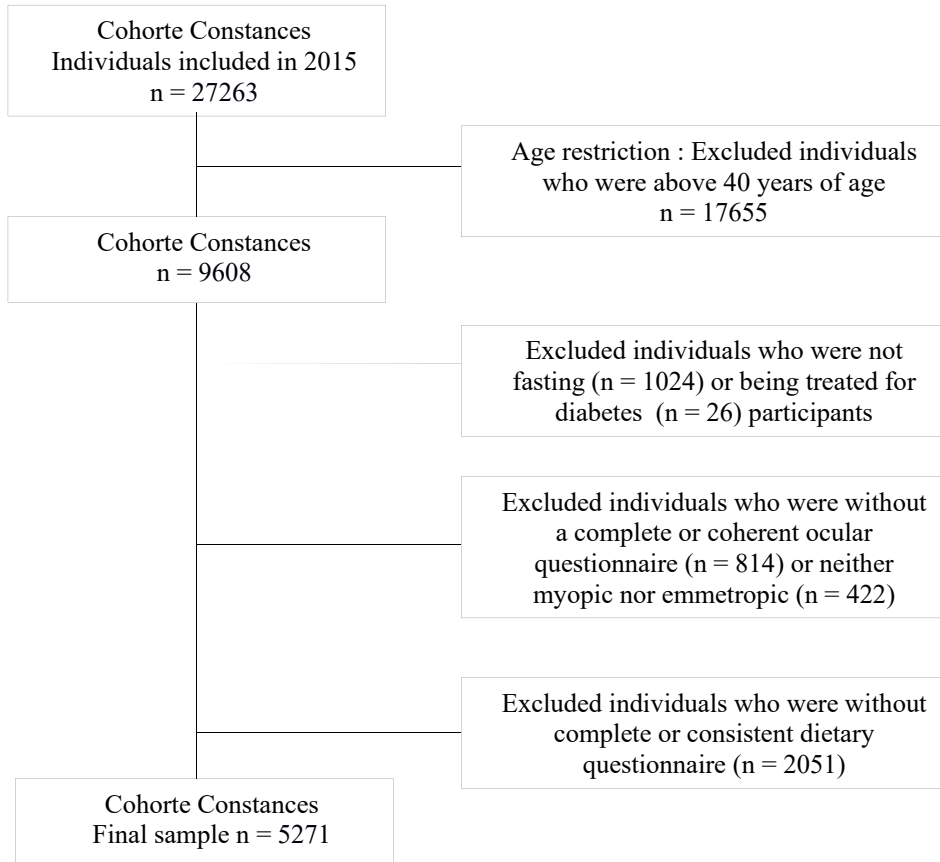 Cohorte Constances
Individuals included in 2015
n = 27263
Age restriction : Excluded individuals
who were above 40 years of age
n = 17655
Cohorte Constances
n = 9608
Excluded individuals who were not
fasting (n = 1024) or being treated for
diabetes (n = 26) participants
Excluded individuals who were without
a complete or coherent ocular
questionnaire (n = 814) or neither
myopic nor emmetropic (n = 422)
Excluded individuals who were without
complete or consistent dietary
questionnaire (n = 2051)
Cohorte Constances
Final sample n = 5271